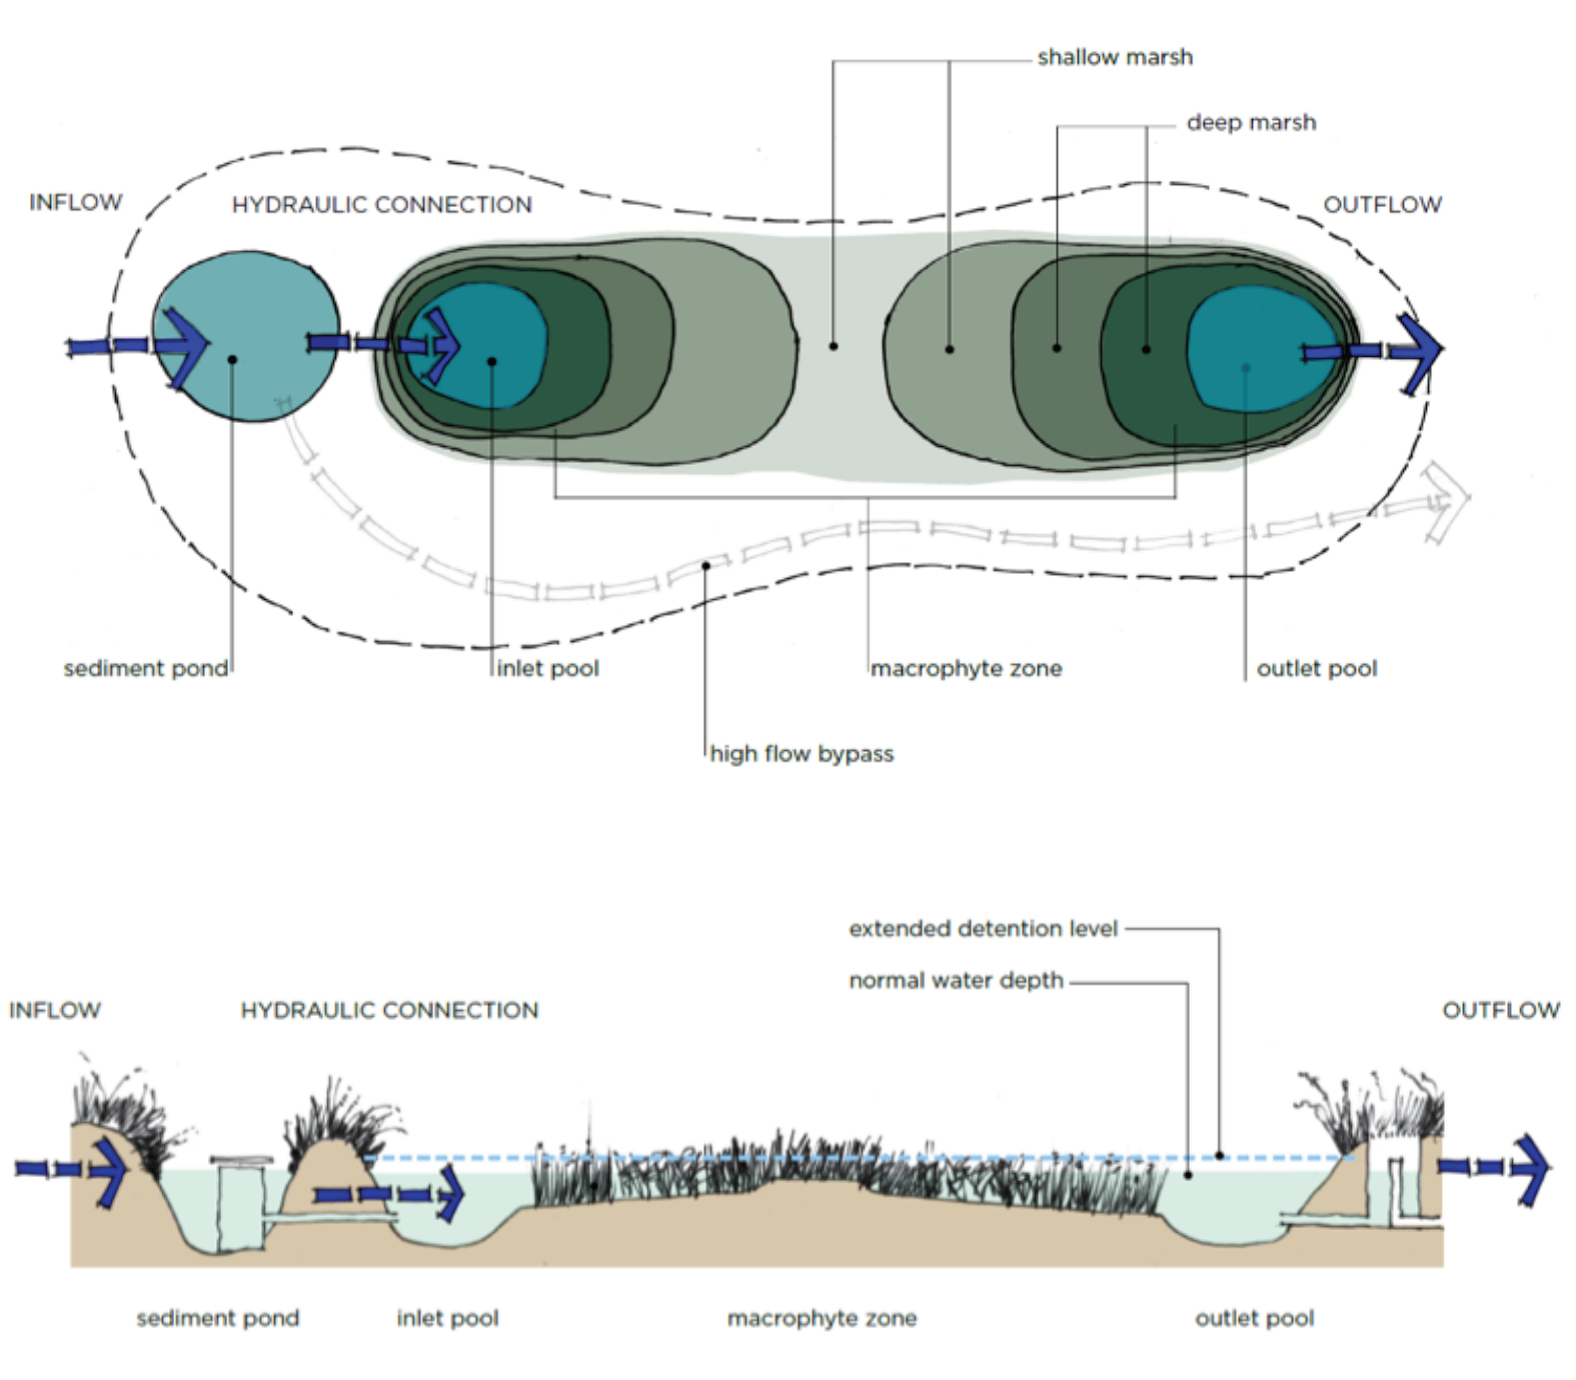 shallow marsh
deep marsh
INFLOW
HYDRAULIC CONNECTION
OUTFLOW
sediment pond
inlet pool
macrophyte zone
outlet pool
high flow bypass
extended detention level
normal water depth
INFLOW
HYDRAULIC CONNECTION
OUTFLOW
sediment pond
inlet pool
macrophyte zone
outlet pool